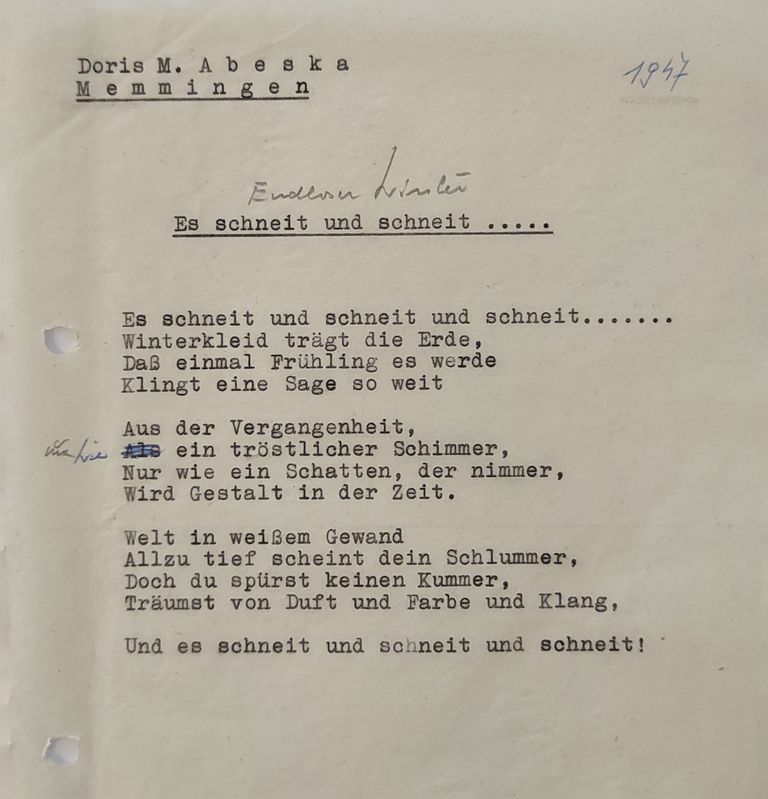 Doris M. A b e s k a
M e m m i n g e n
1947
Endloser Winter
Es schneit und schneit .....
Es schneit und schneit und schneit.......
Winterkleid trägt die Erde,
Daß einmal Frühling es werde
Klingt eine Sage so weit
Aus der Vergangenheit,
wie Als ein tröstlicher Schimmer,
Nur wie ein Schatten, der nimmer,
Wird Gestalt in der Zeit.
Welt in weißem Gewand
Allzu tief scheint dein Schlummer,
Doch du spürst keinen Kummer,
Träumst von Duft und Farbe und Klang,
Und es schneit und schneit und schneit!